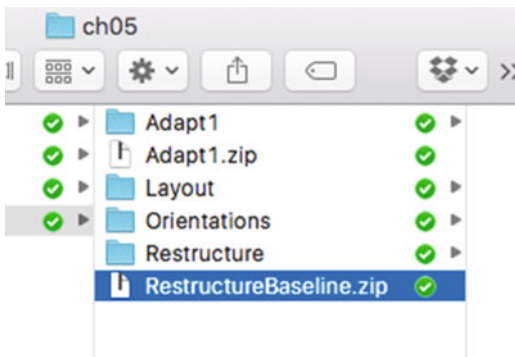 ch05
Adapt1
Adapt1.zip
Layout
Orientations
Restructure
RestructureBaseline.zip